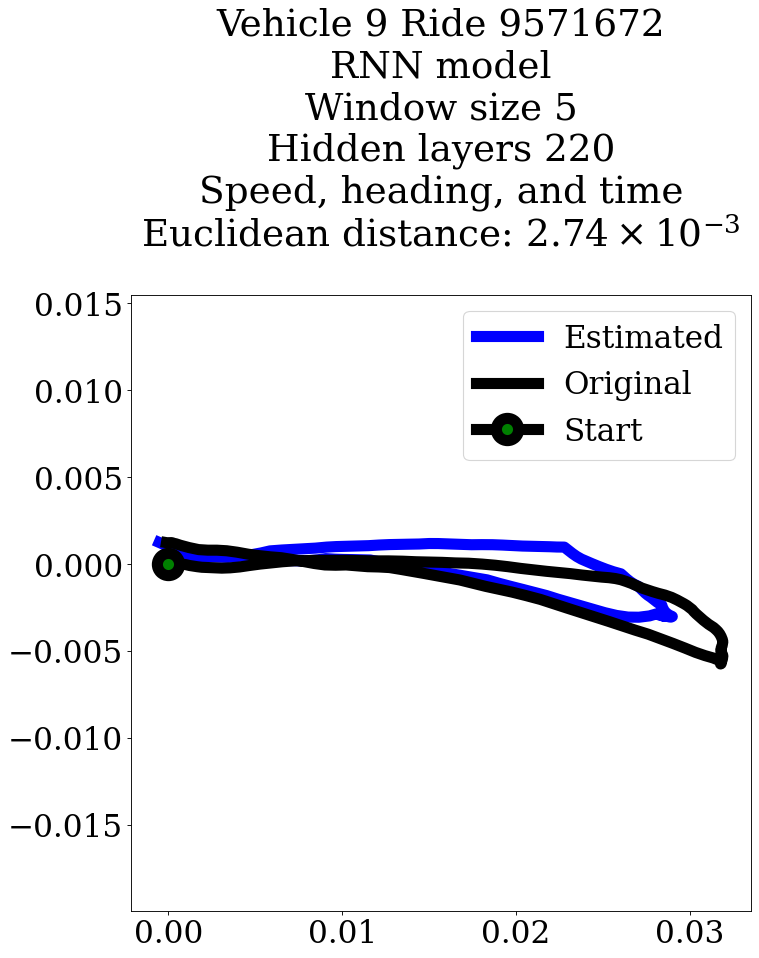 Vehicle 9 Ride 9571672
RNN model
Window size 5
Hidden layers 220
Speed, heading, and time
Euclidean distance: 2.74 × 10⁻³
0.015
0.010
0.005
0.000
−0.005
−0.010
−0.015
Estimated
Original
Start
0.00 0.01 0.02 0.03